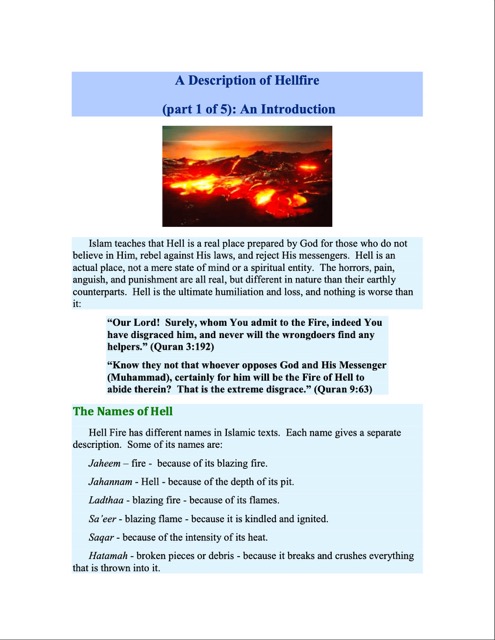 A Description of Hellfire
(part 1 of 5): An Introduction
Islam teaches that Hell is a real place prepared by God for those who do not
believe in Him, rebel against His laws, and reject His messengers.  Hell is an
actual place, not a mere state of mind or a spiritual entity.  The horrors, pain,
anguish, and punishment are all real, but different in nature than their earthly
counterparts.  Hell is the ultimate humiliation and loss, and nothing is worse than
it:
“Our Lord!  Surely, whom You admit to the Fire, indeed You
have disgraced him, and never will the wrongdoers find any
helpers.” (Quran 3:192)
“Know they not that whoever opposes God and His Messenger
(Muhammad), certainly for him will be the Fire of Hell to
abide therein?  That is the extreme disgrace.” (Quran 9:63)
The Names of Hell
Hell Fire has different names in Islamic texts.  Each name gives a separate
description.  Some of its names are:
Jaheem – fire -  because of its blazing fire.
Jahannam - Hell - because of the depth of its pit.
Ladthaa - blazing fire - because of its flames.
Sa’eer - blazing flame - because it is kindled and ignited.
Saqar - because of the intensity of its heat.
Hatamah - broken pieces or debris - because it breaks and crushes everything
that is thrown into it.